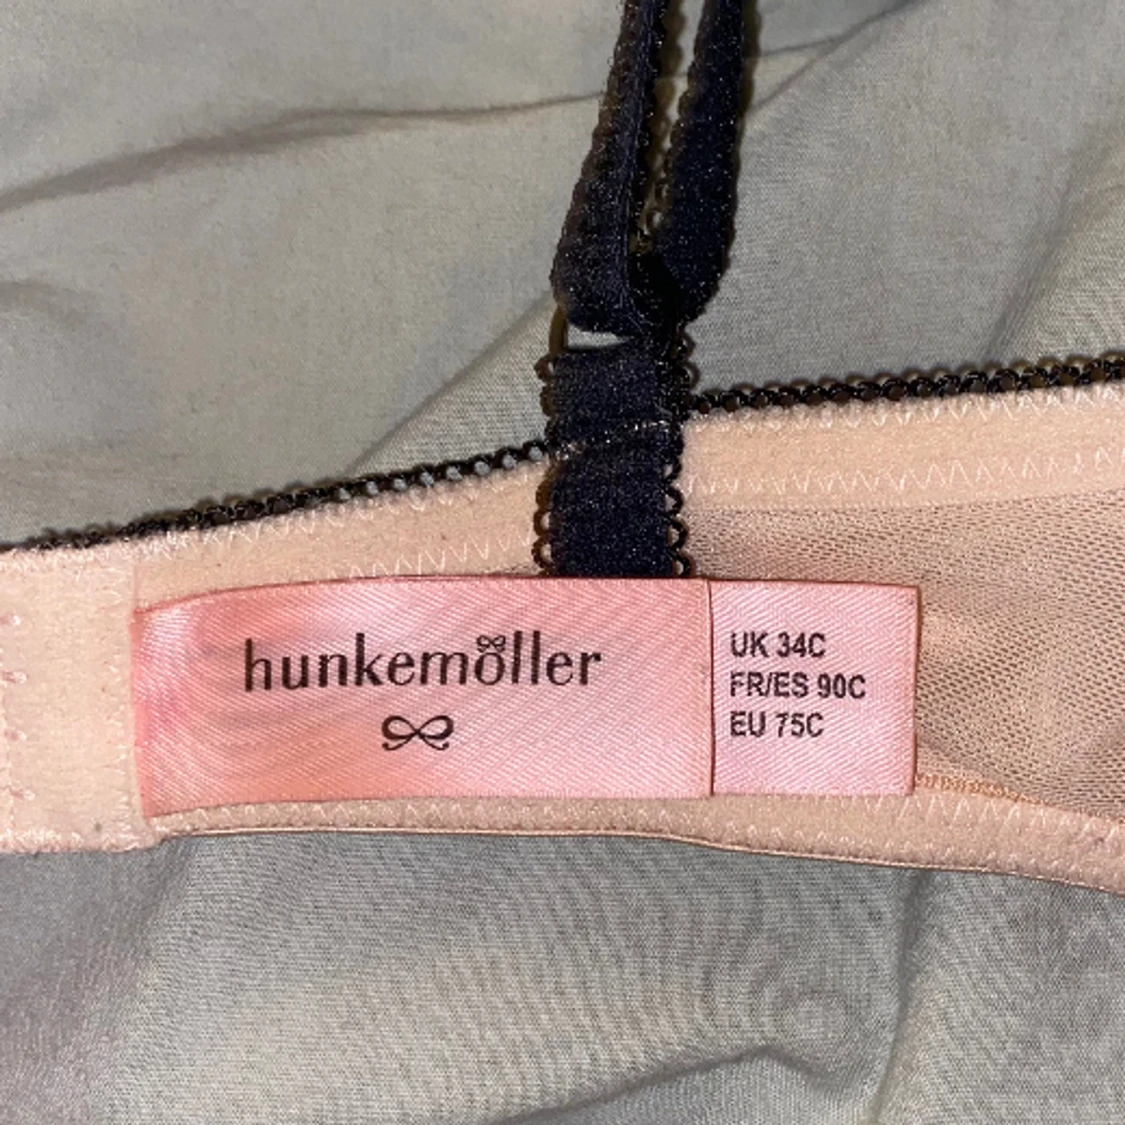 hunkemöller
UK 34C
FR/ES 90C
EU 75C